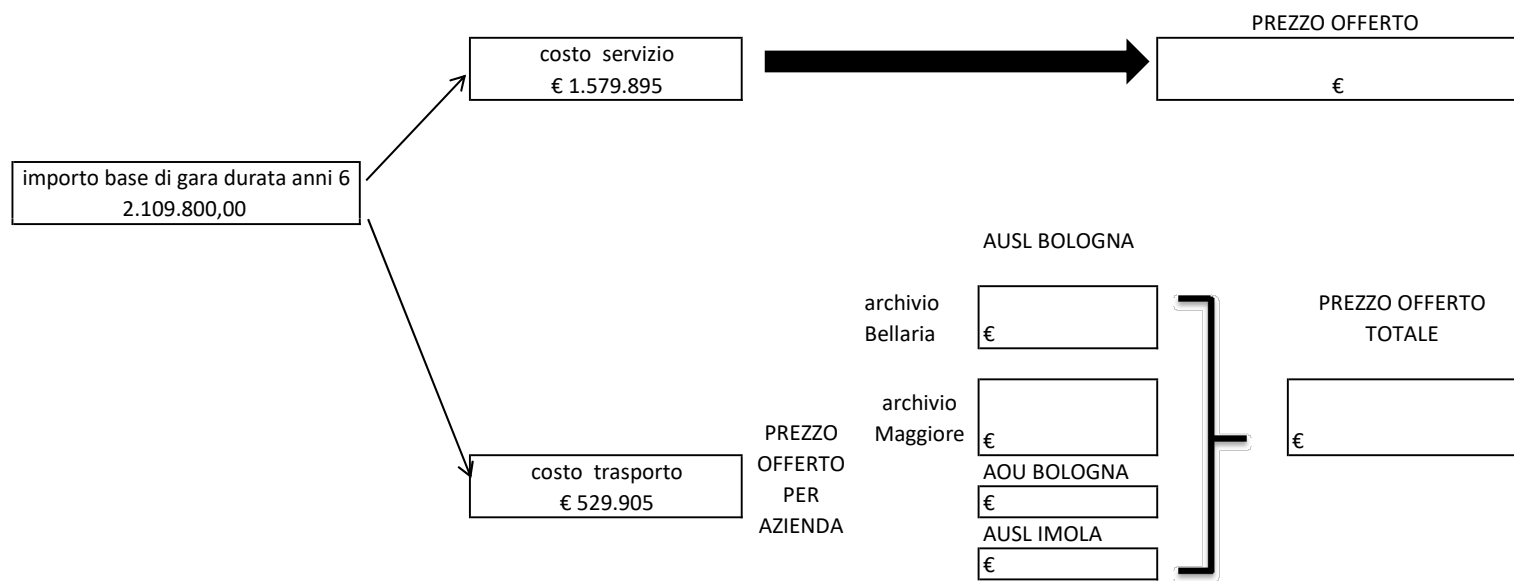 PREZZO OFFERTO
costo servizio
€ 1.579.895
€
importo base di gara durata anni 6
2.109.800,00
AUSL BOLOGNA
archivio
Bellaria
€
PREZZO OFFERTO
TOTALE
archivio
Maggiore
€
€
PREZZO
OFFERTO
PER
AZIENDA
costo trasporto
€ 529.905
AOU BOLOGNA
€
AUSL IMOLA
€